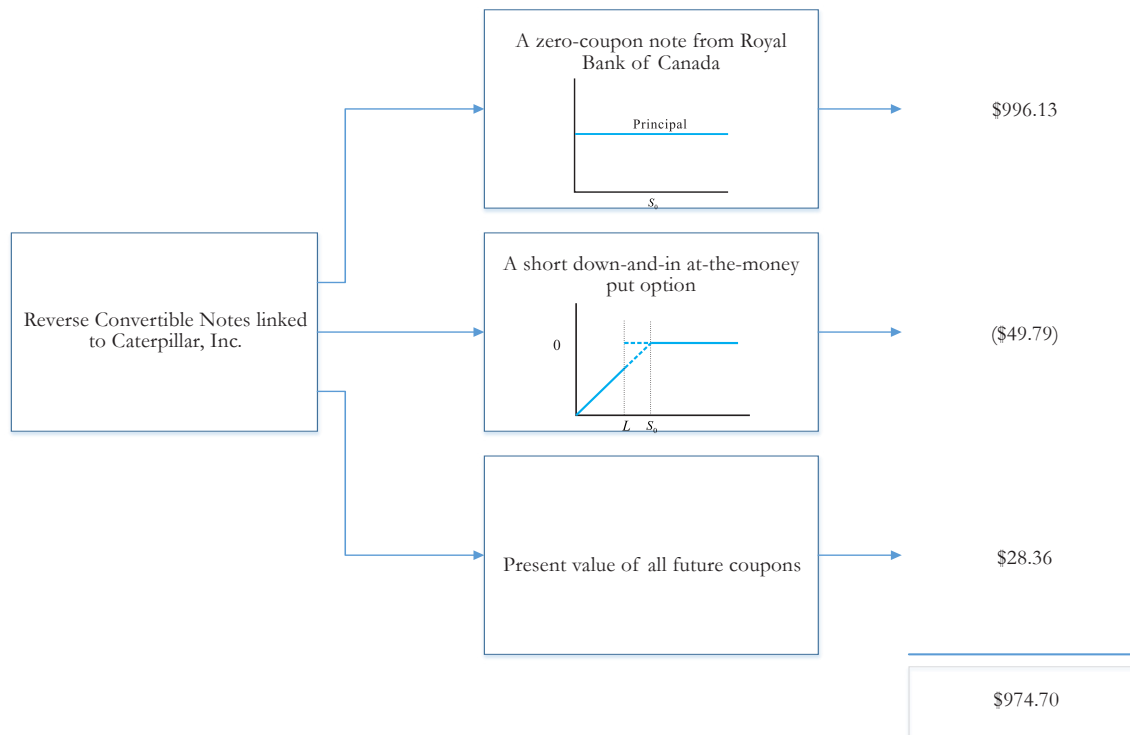 A zero-coupon note from Royal
Bank of Canada
Principal
S₀
$996.13
Reverse Convertible Notes linked
to Caterpillar, Inc.
A short down-and-in at-the-money
put option
0
L S₀
($49.79)
Present value of all future coupons
$28.36
$974.70